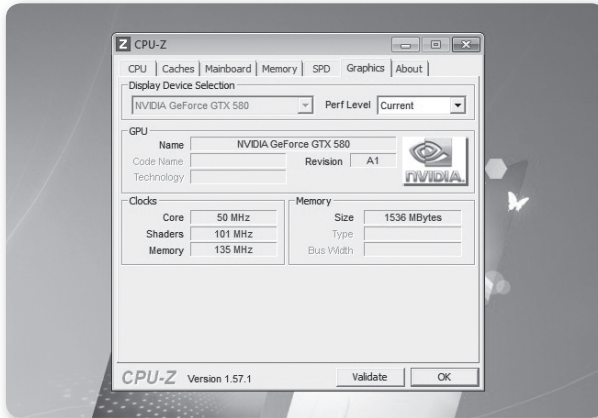 Z CPU-Z
CPU Caches Mainboard Memory SPD Graphics About
Display Device Selection
NVIDIA GeForce GTX 580 Perf Level Current
GPU
Name NVIDIA GeForce GTX 580
Code Name Revision A1
Technology
NVIDIA.
Clocks
Core 50 MHz
Shaders 101 MHz
Memory 135 MHz
Memory
Size 1536 MBytes
Type
Bus Width
CPU-Z Version 1.57.1 Validate OK